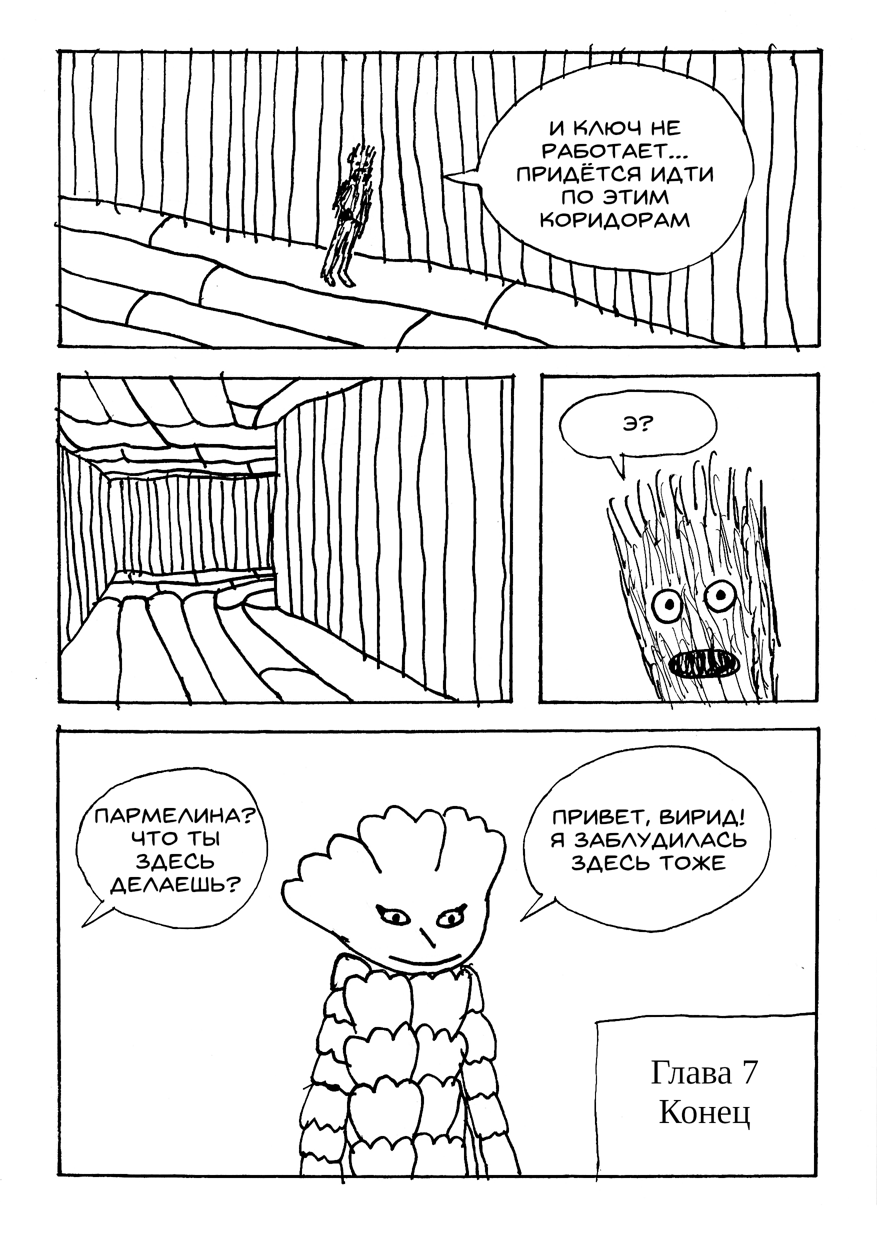 И КЛЮЧ НЕ
РАБОТАЕТ...
ПРИДЁТСЯ ИДТИ
ПО ЭТИМ
КОРИДОРАМ
Э?
ПАРМЕЛИНА?
ЧТО ТЫ
ЗДЕСЬ
ДЕЛАЕШЬ?
ПРИВЕТ, ВИРИД!
Я ЗАБЛУДИЛАСЬ
ЗДЕСЬ ТОЖЕ
Глава 7
Конец